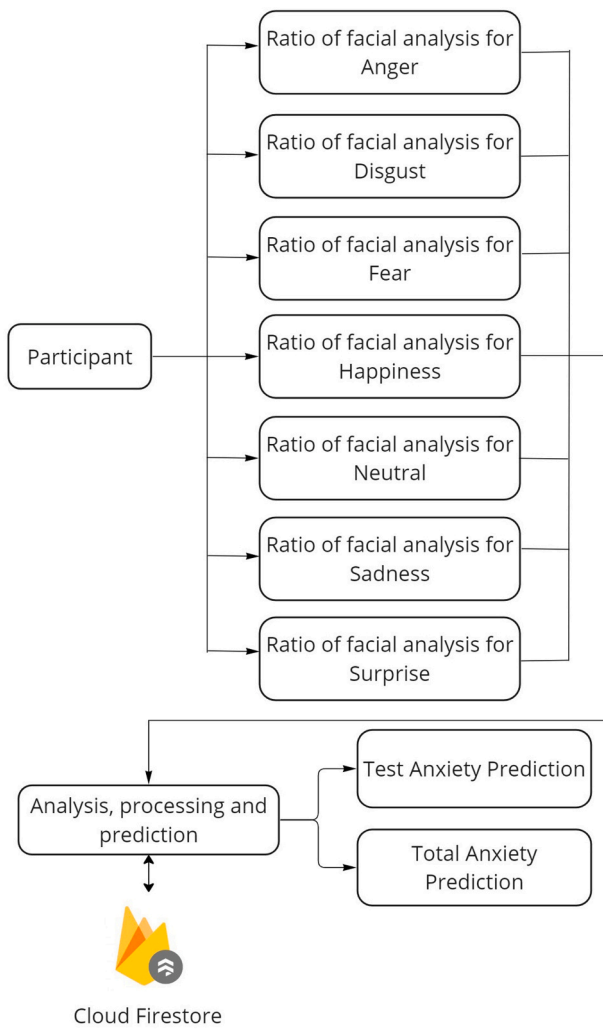 Ratio of facial analysis for
Anger
Ratio of facial analysis for
Disgust
Ratio of facial analysis for
Fear
Participant
Ratio of facial analysis for
Happiness
Ratio of facial analysis for
Neutral
Ratio of facial analysis for
Sadness
Ratio of facial analysis for
Surprise
Analysis, processing and
prediction
Test Anxiety Prediction
Total Anxiety
Prediction
Cloud Firestore